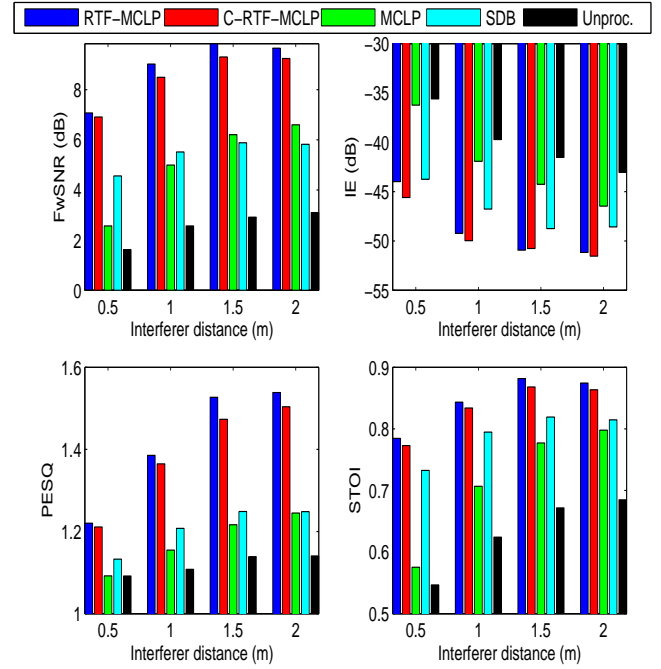 RTF-MCLP C-RTF-MCLP MCLP SDB Unproc.
8
6
4
2
0
FwSNR (dB)
0.5 1 1.5 2
Interferer distance (m)
-30
-35
-40
-45
-50
-55
IE (dB)
0.5 1 1.5 2
Interferer distance (m)
1.6
1.4
1.2
1
PESQ
0.5 1 1.5 2
Interferer distance (m)
0.9
0.8
0.7
0.6
0.5
STOI
0.5 1 1.5 2
Interferer distance (m)